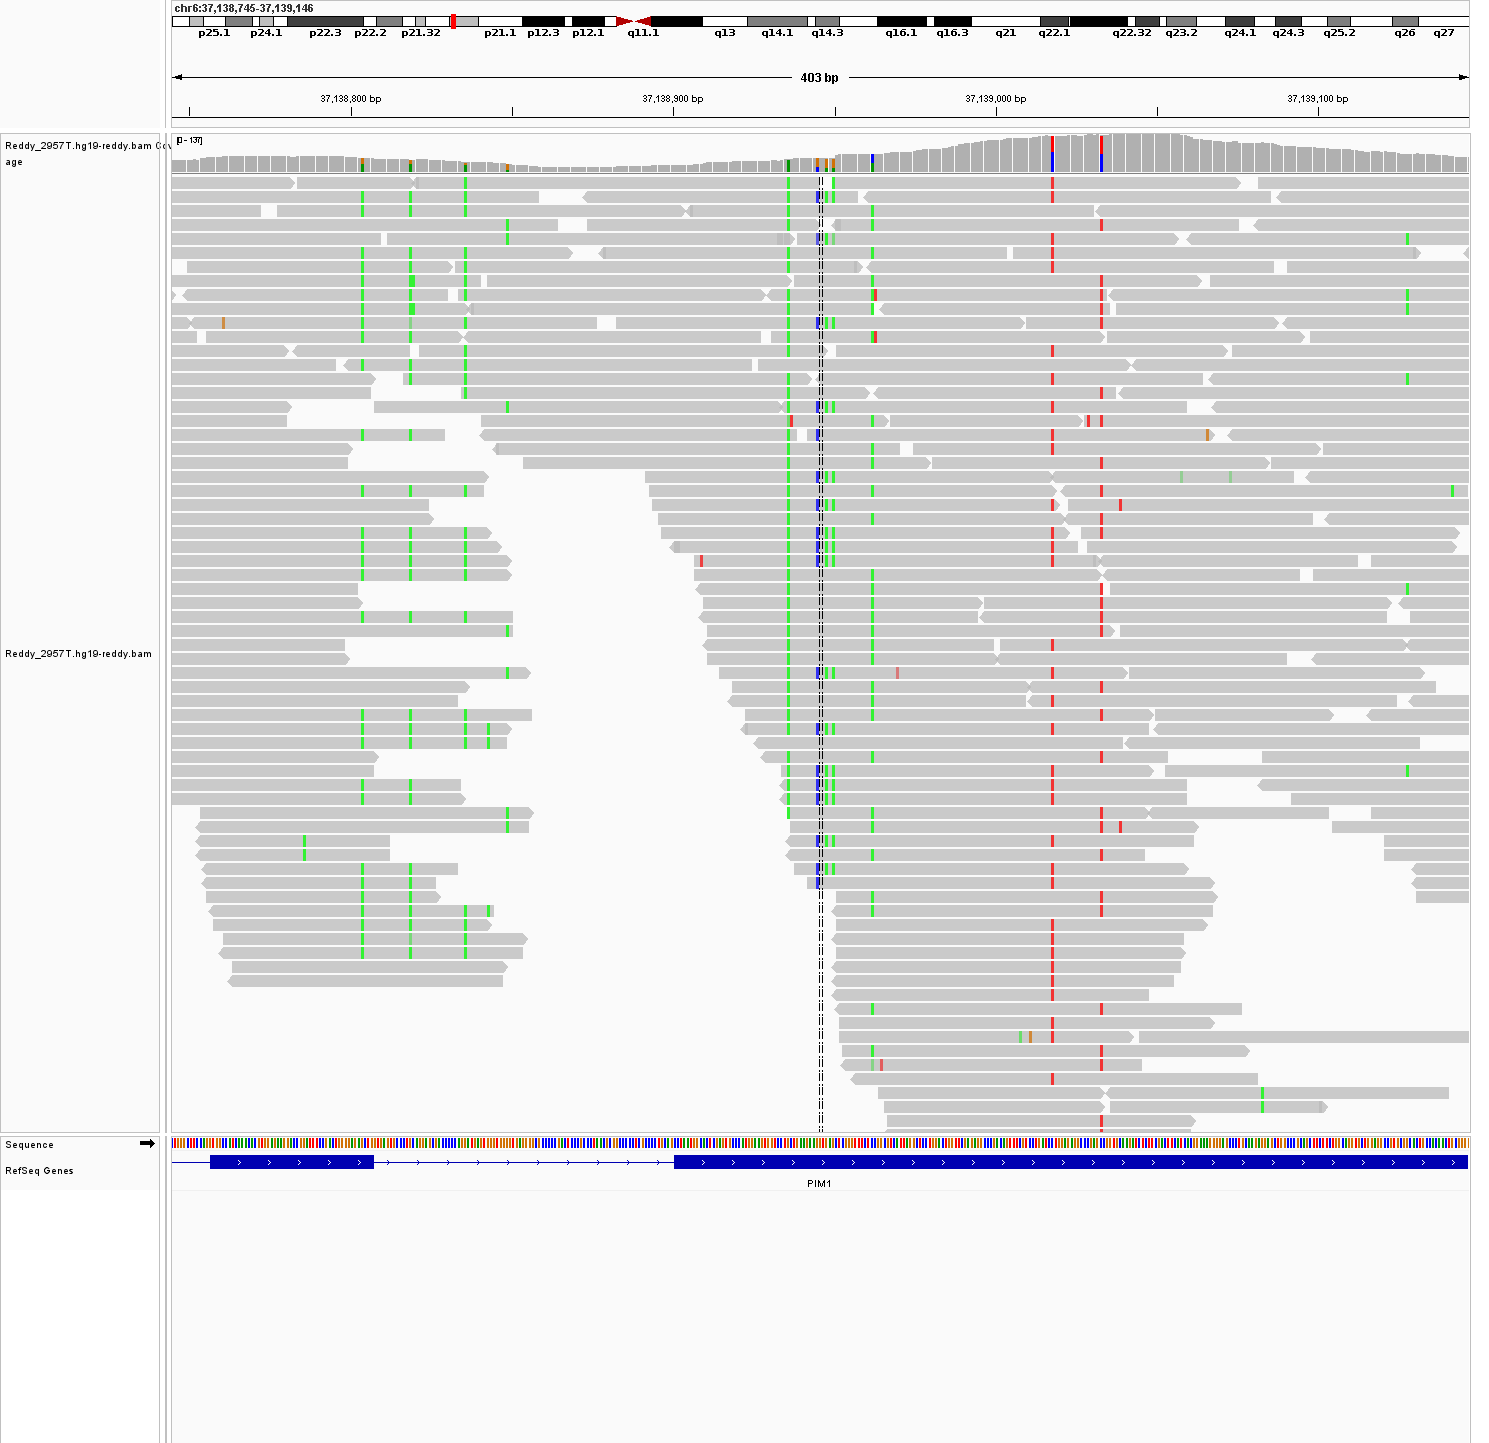 chr6:37,138,745-37,139,146
p25.1 p24.1 p22.3 p22.2 p21.32 p21.1 p12.3 p12.1 q11.1 q13 q14.1 q14.3 q16.1 q16.3 q21 q22.1 q22.32 q23.2 q24.1 q24.3 q25.2 q26 q27
403 bp
37,138,800 bp 37,138,900 bp 37,139,000 bp 37,139,100 bp
[0 - 137]
Reddy_2957T.hg19-reddy.bam Cov
age
Reddy_2957T.hg19-reddy.bam
Sequence
RefSeq Genes
PIM1